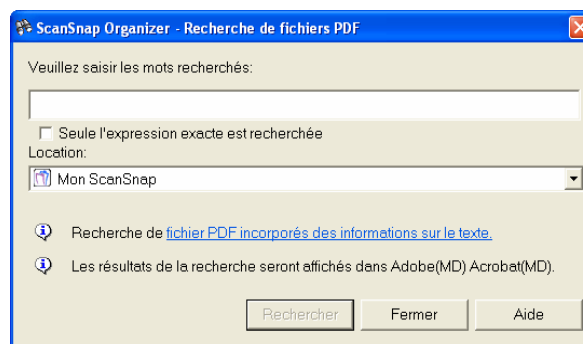 ScanSnap Organizer - Recherche de fichiers PDF
Veuillez saisir les mots recherchés:
Seule l'expression exacte est recherchée
Location:
Mon ScanSnap
Recherche de fichier PDF incorporés des informations sur le texte.
Les résultats de la recherche seront affichés dans Adobe(MD) Acrobat(MD).
Rechercher Fermer Aide